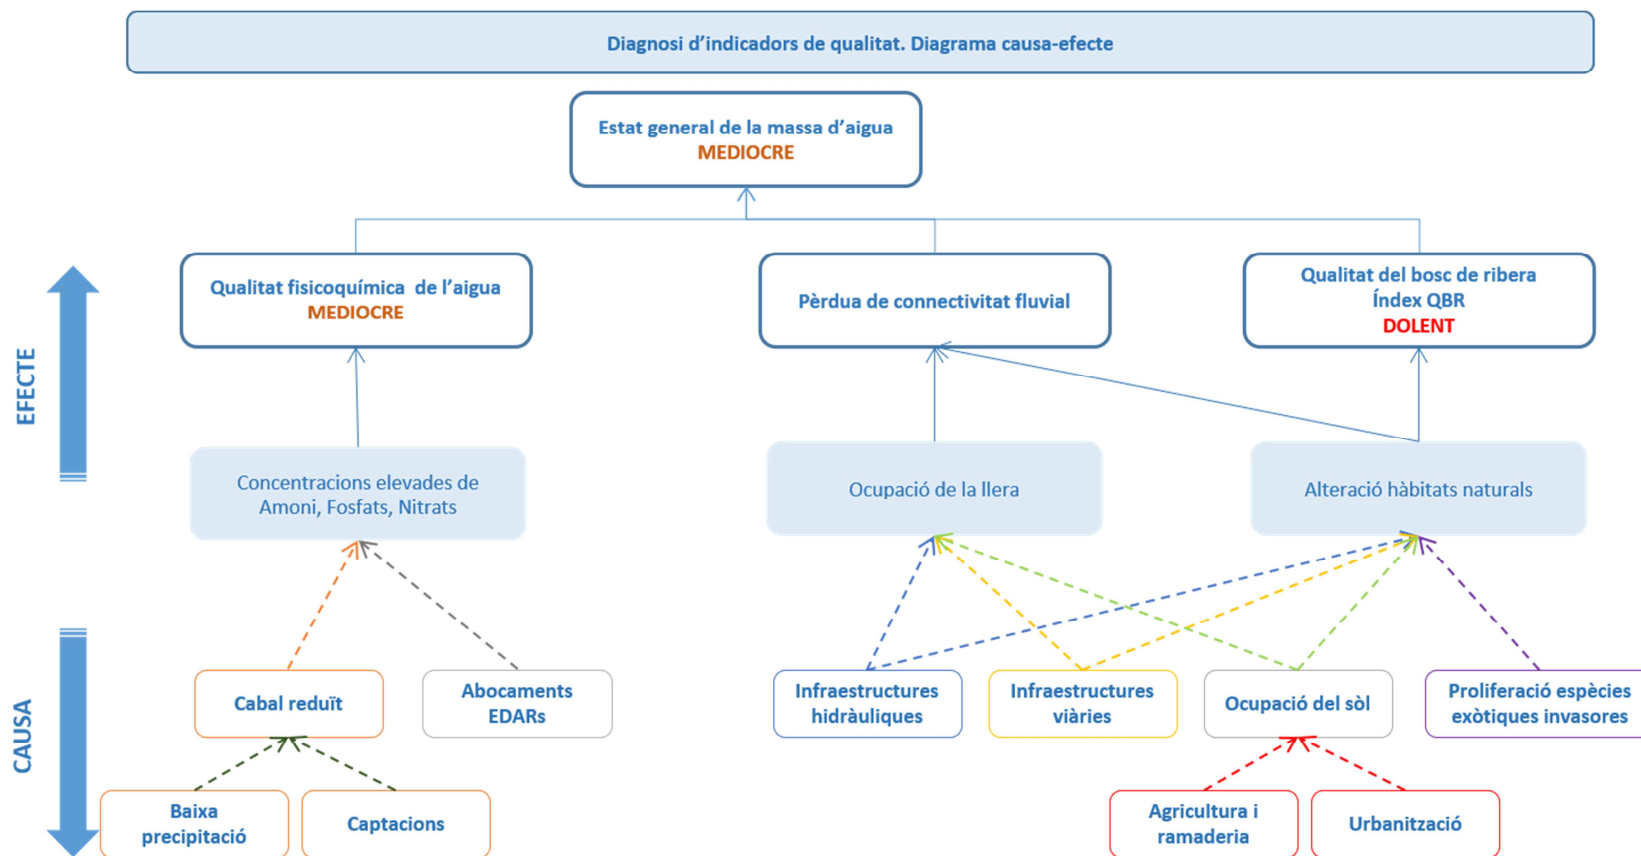 Diagnosi d'indicadors de qualitat. Diagrama causa-efecte
Estat general de la massa d'aigua
MEDIOCRE
Qualitat fisicoquímica de l'aigua
MEDIOCRE
Pèrdua de connectivitat fluvial
Qualitat del bosc de ribera
Índex QBR
DOLENT
EFECTE
Concentracions elevades de
Amoni, Fosfats, Nitrats
Ocupació de la llera
Alteració hàbitats naturals
CAUSA
Cabal reduït
Abocaments
EDARs
Infraestructures
hidràuliques
Infraestructures
viàries
Ocupació del sòl
Proliferació espècies
exòtiques invasores
Baixa
precipitació
Captacions
Agricultura i
ramaderia
Urbanització